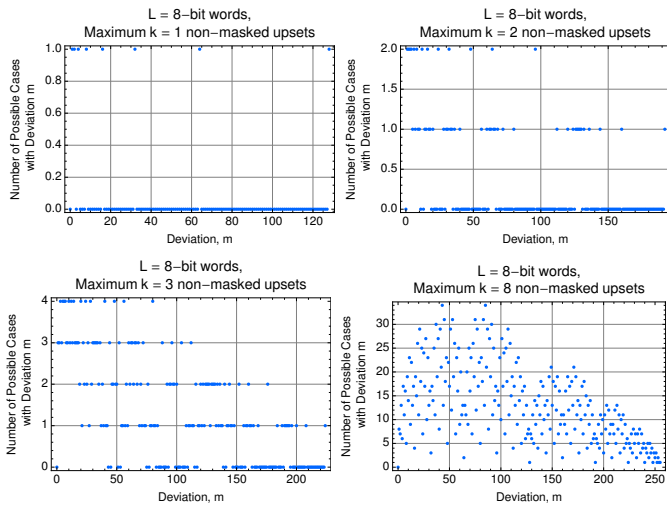 L = 8-bit words,
Maximum k = 1 non-masked upsets
Number of Possible Cases
with Deviation m
1.0
0.8
0.6
0.4
0.2
0.0
0 20 40 60 80 100 120
Deviation, m
L = 8-bit words,
Maximum k = 2 non-masked upsets
Number of Possible Cases
with Deviation m
2.0
1.5
1.0
0.5
0.0
0 50 100 150
Deviation, m
L = 8-bit words,
Maximum k = 3 non-masked upsets
Number of Possible Cases
with Deviation m
4
3
2
1
0
0 50 100 150 200
Deviation, m
L = 8-bit words,
Maximum k = 8 non-masked upsets
Number of Possible Cases
with Deviation m
30
25
20
15
10
5
0
0 50 100 150 200 250
Deviation, m